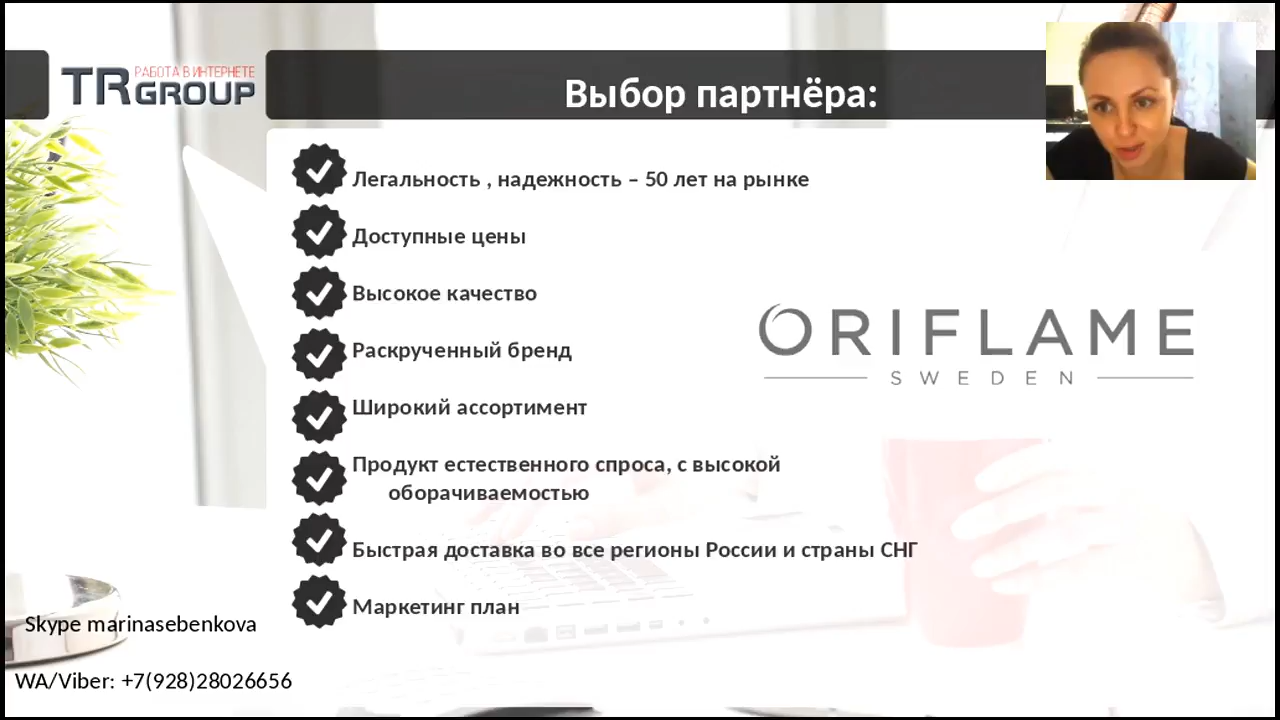 РАБОТА В ИНТЕРНЕТЕ
TR GROUP
Выбор партнёра:
Легальность , надежность – 50 лет на рынке
Доступные цены
Высокое качество
Раскрученный бренд
Широкий ассортимент
Продукт естественного спроса, с высокой
оборачиваемостью
Быстрая доставка во все регионы России и страны СНГ
Маркетинг план
ORIFLAME
SWEDEN
Skype marinasebenkova
WA/Viber: +7(928)28026656